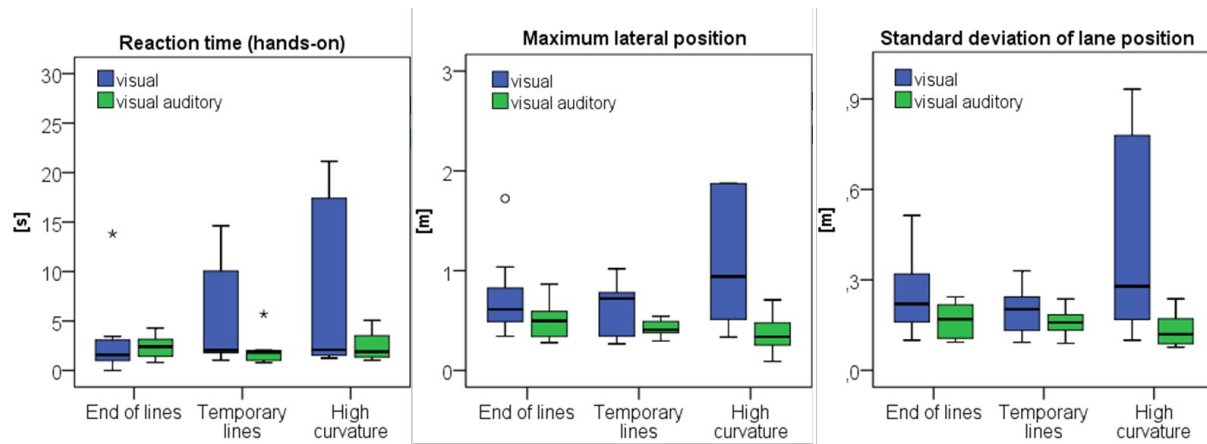 Reaction time (hands-on)
30
25
20
15
10
5
0
[s]
visual
visual auditory
*
*
End of lines
Temporary
lines
High
curvature
Maximum lateral position
3
2
1
0
[m]
visual
visual auditory
End of lines
Temporary
lines
High
curvature
Standard deviation of lane position
,9
,6
,3
,0
[m]
visual
visual auditory
End of lines
Temporary
lines
High
curvature